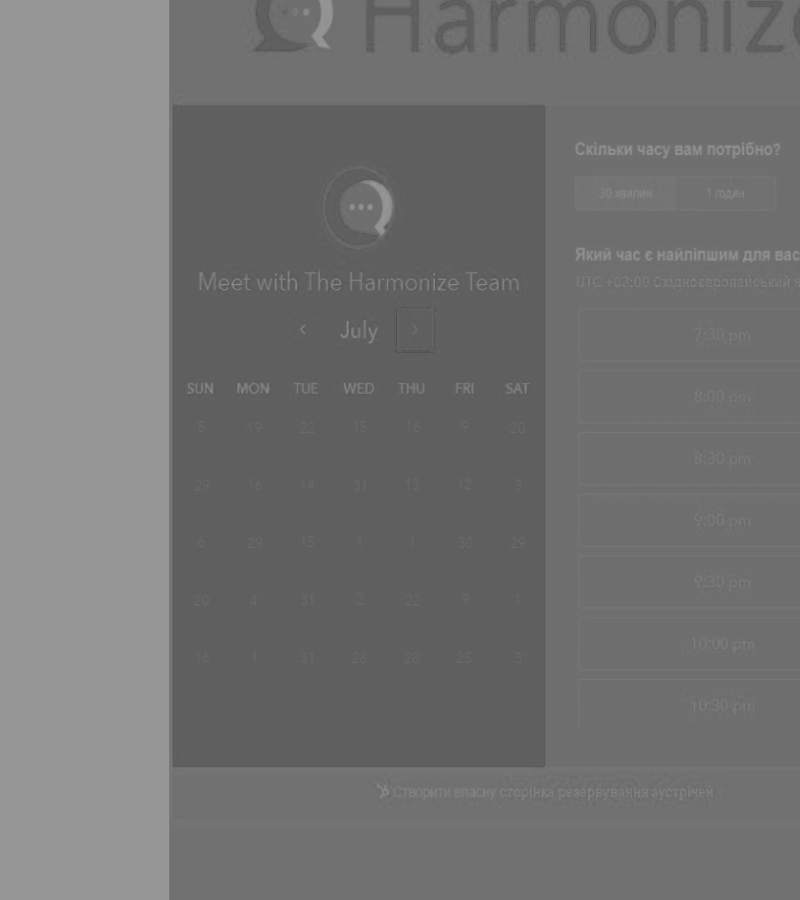 Harmonize
Meet with The Harmonize Team
July
SUN MON TUE WED THU FRI SAT
5 19 22 15 16 9 20
29 16 14 31 13 12 3
6 29 15 1 1 30 29
20 4 31 2 22 9 1
16 1 31 26 28 25 3
Скільки часу вам потрібно?
30 хвилин 1 годин
Який час є найліпшим для вас
UTC +03:00 Східноєвропейський ч
7:30 pm
8:00 pm
8:30 pm
9:00 pm
9:30 pm
10:00 pm
10:30 pm
Створити власну сторінка резервування зустрічей